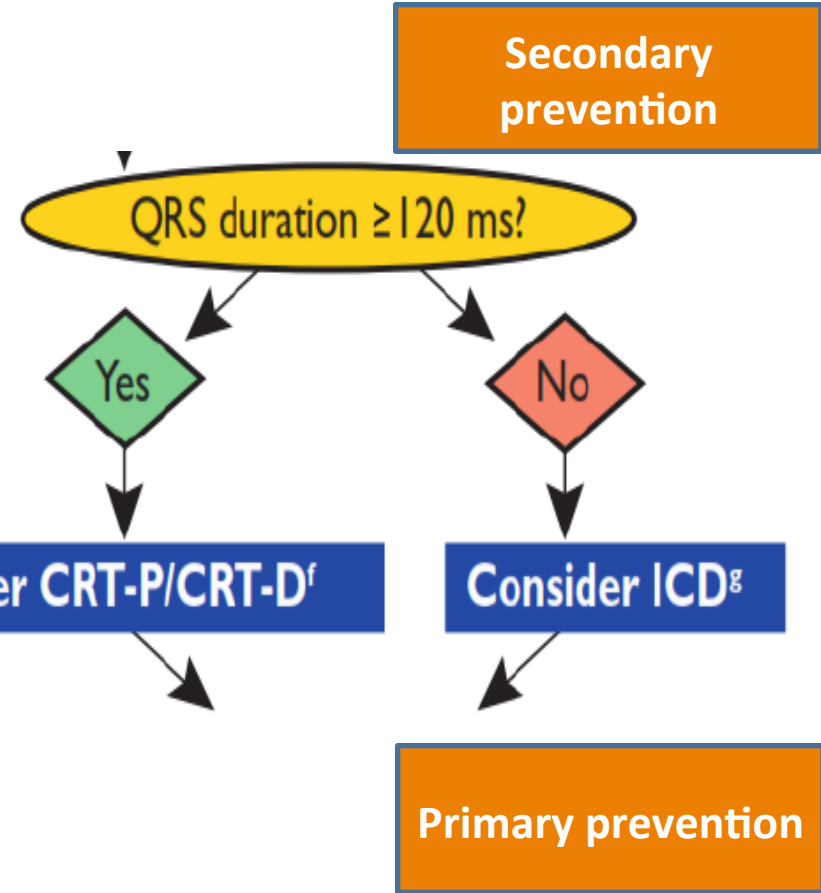 Secondary
prevention
QRS duration ≥120 ms?
Yes
No
er CRT-P/CRT-Dᶠ
Consider ICDᵍ
Primary prevention